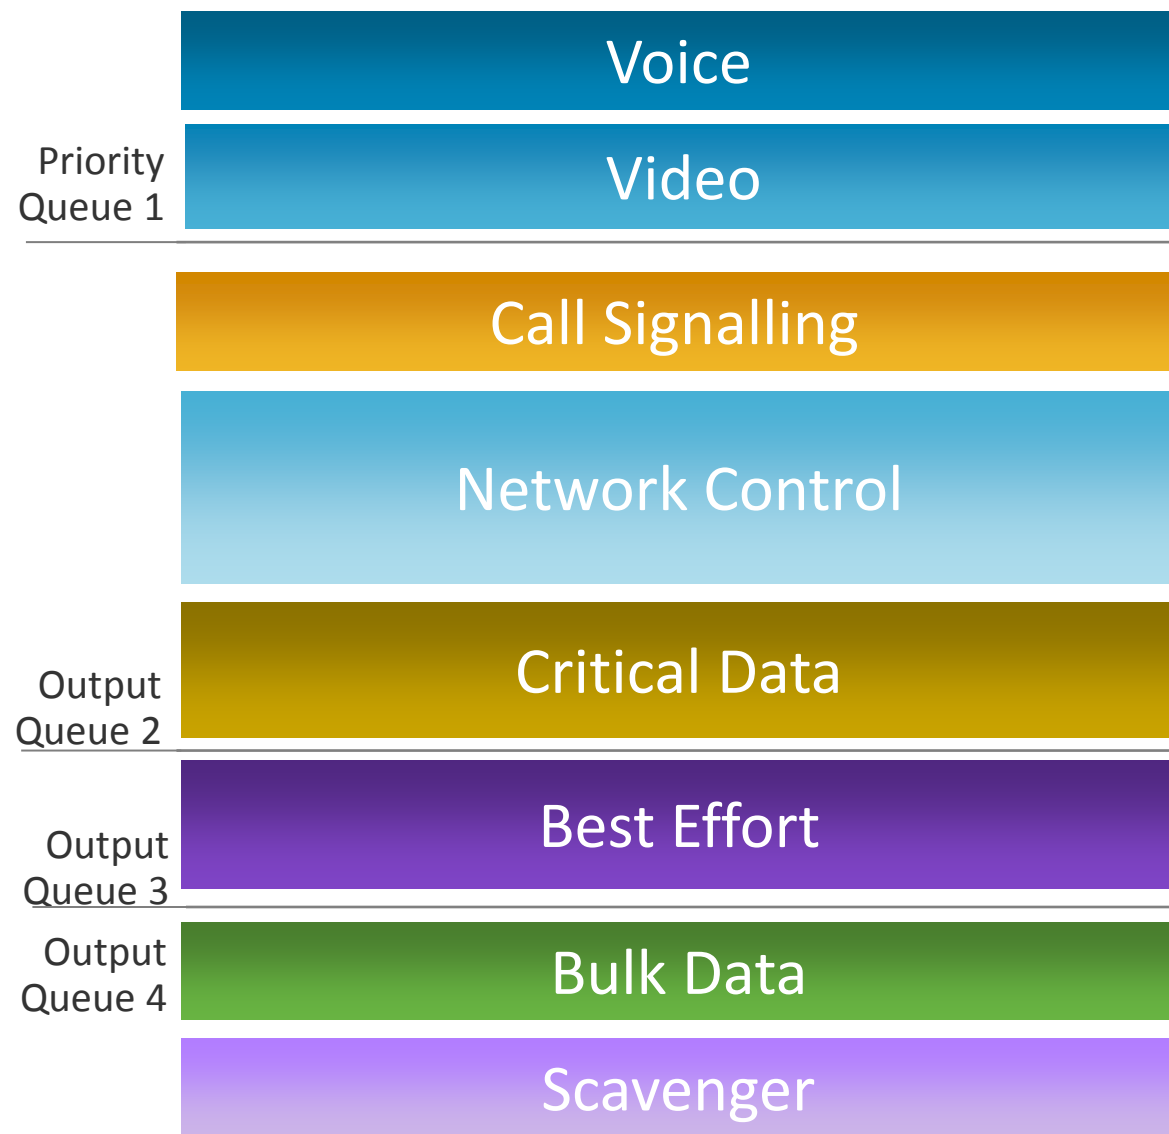 Voice
Priority
Queue 1
Video
Call Signalling
Network Control
Output
Queue 2
Critical Data
Output
Queue 3
Best Effort
Output
Queue 4
Bulk Data
Scavenger